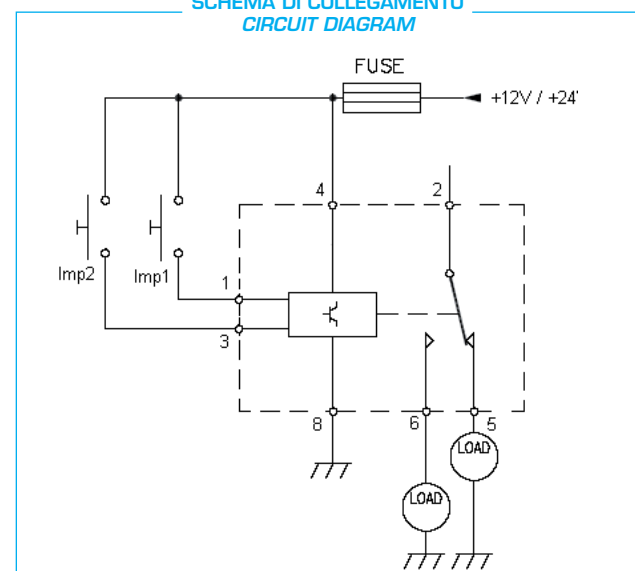 SCHEMA DI COLLEGAMENTO
CIRCUIT DIAGRAM
FUSE
+12V / +24
4
2
Imp2
Imp1
1
3
8
6
5
LOAD
LOAD